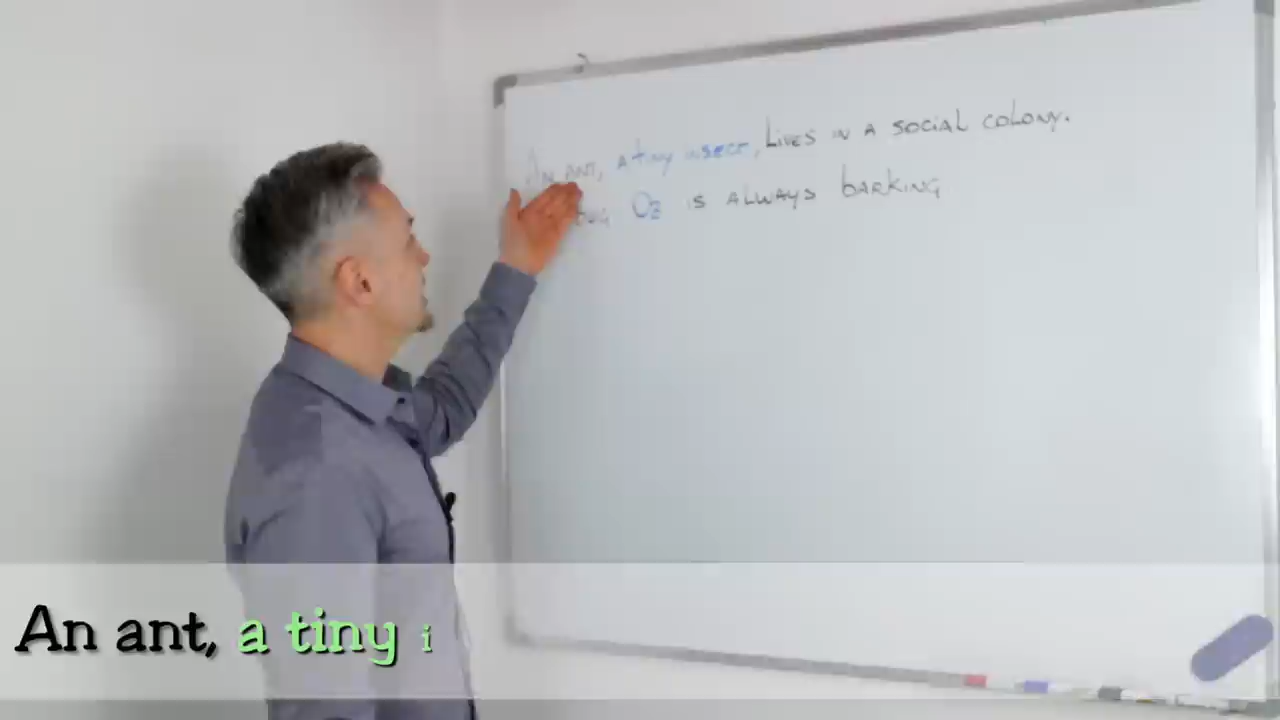 An ant, a tiny insect, Lives in a social colony.
Oz is always barking
An ant, a tiny i